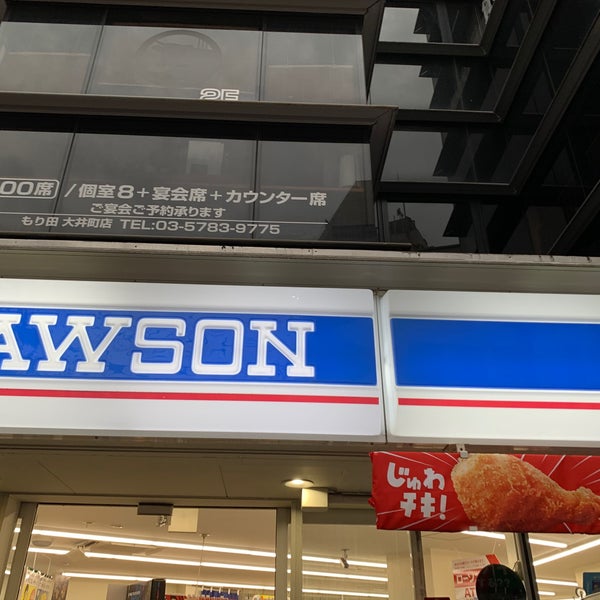 2F
00席 / 個室8+宴会席+カウンター席
ご宴会ご予約承ります
もり田 大井町店 TEL:03-5783-9775
AWSON
じゅわ
チキ!
AT